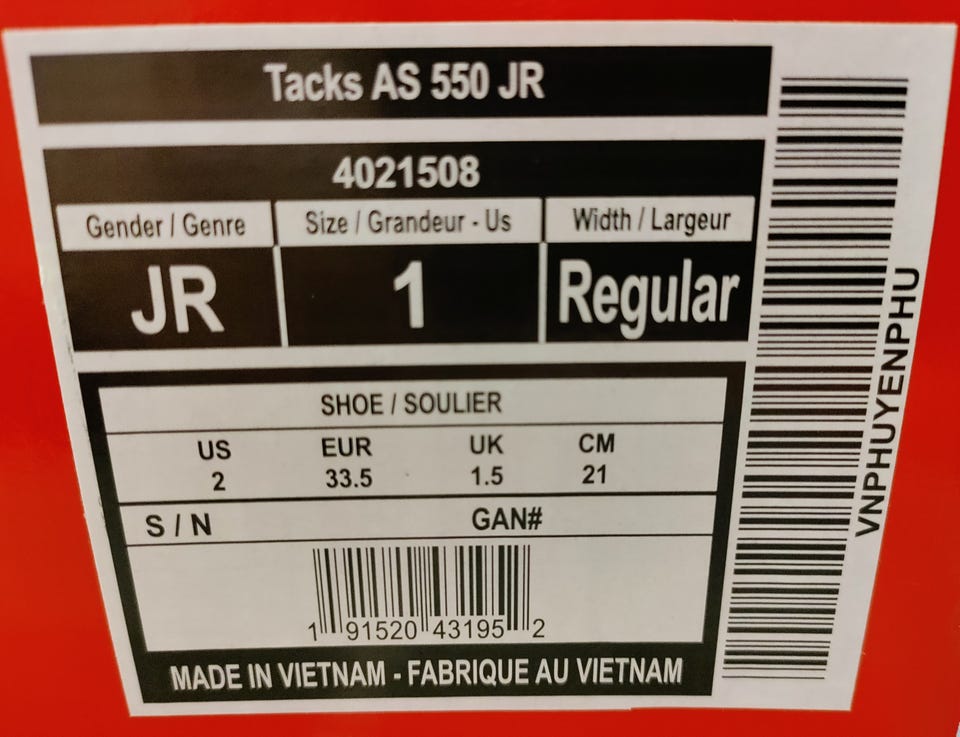 Tacks AS 550 JR
4021508
Gender / Genre Size / Grandeur - Us Width / Largeur
JR 1 Regular
SHOE / SOULIER
US EUR UK CM
2 33.5 1.5 21
S / N GAN#
1 91520 43195 2
MADE IN VIETNAM - FABRIQUE AU VIETNAM
VNPHUYENPHU